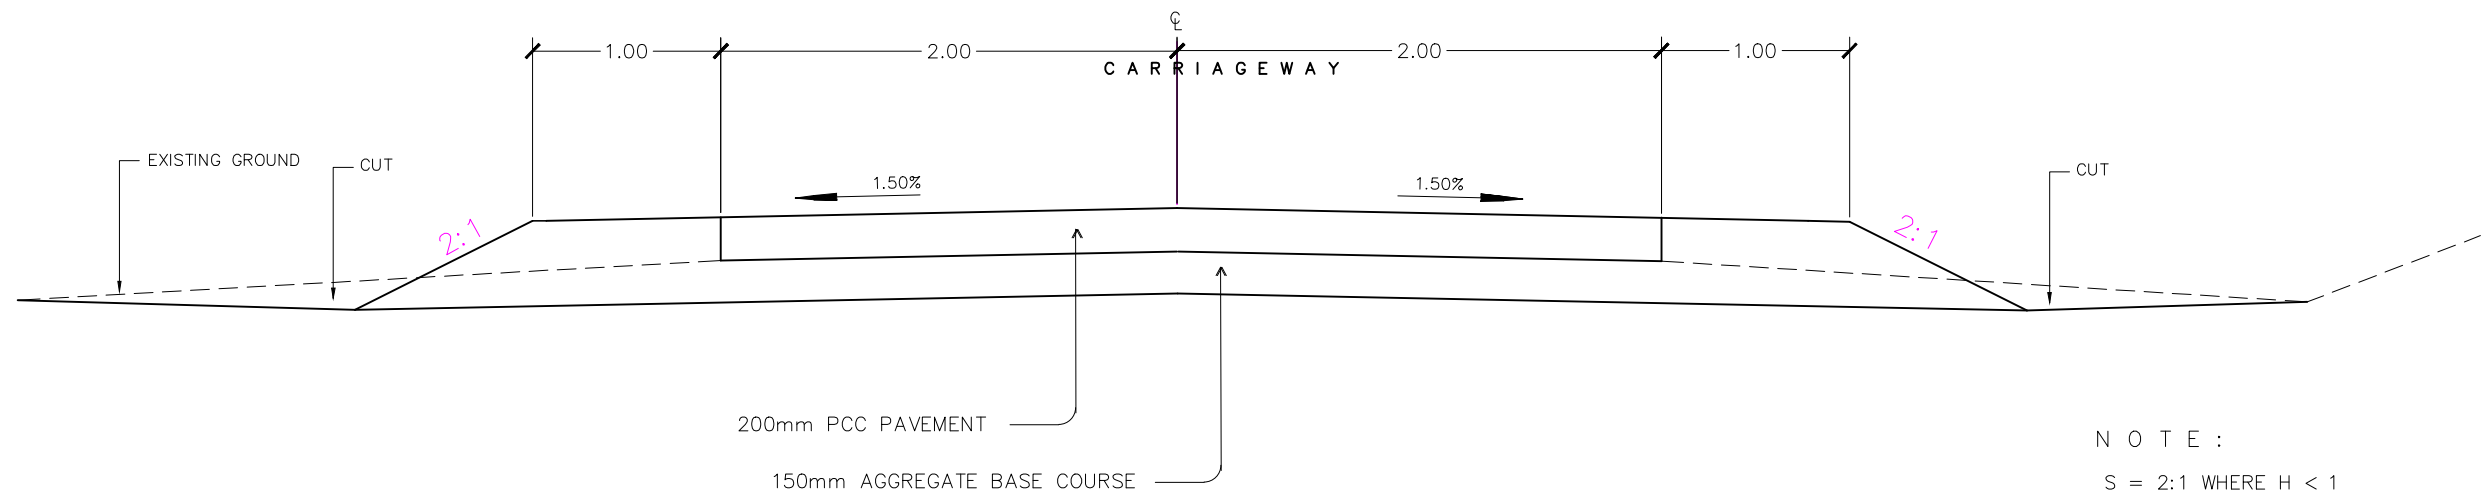 ℄
1.00 2.00 2.00 1.00
CARRIAGEWAY
EXISTING GROUND
CUT
CUT
1.50%
1.50%
2:1
2:1
200mm PCC PAVEMENT
150mm AGGREGATE BASE COURSE
NOTE:
S = 2:1 WHERE H < 1